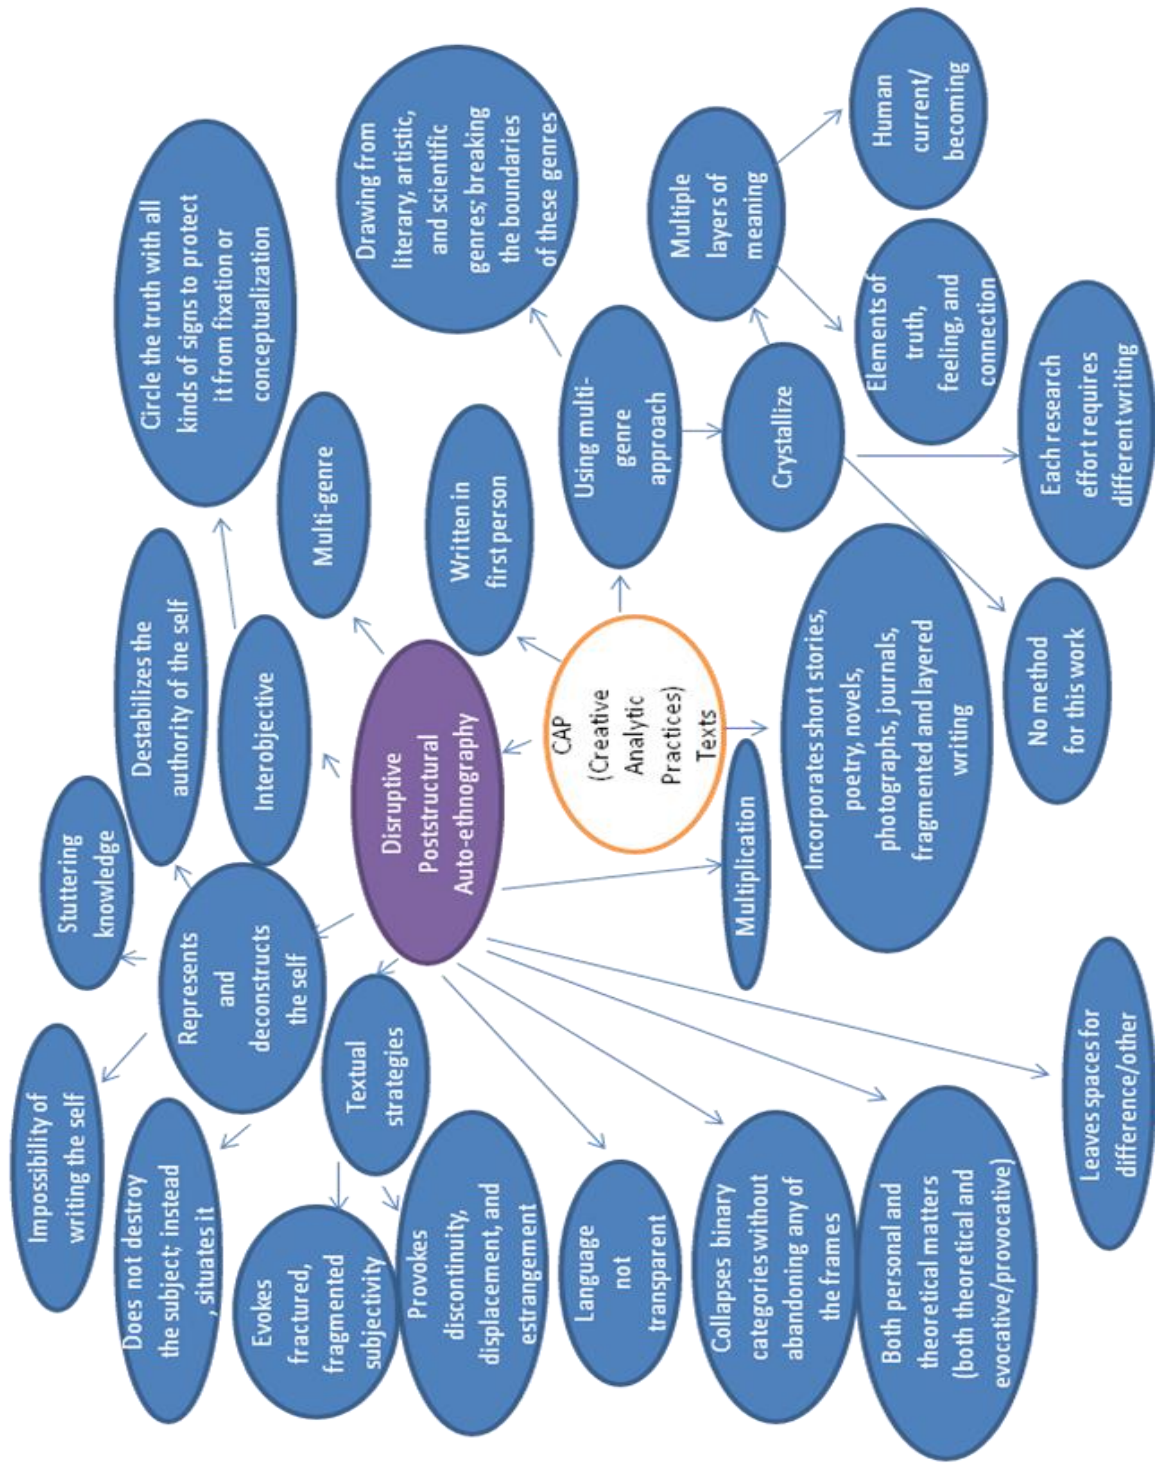 Impossibility of
writing the self
Stuttering
knowledge
Destabilizes the
authority of the self
Circle the truth with all
kinds of signs to protect
it from fixation or
conceptualization
Does not destroy
the subject; instead
, situates it
Represents
and
deconstructs
the self
Interobjective
Multi-genre
Drawing from
literary, artistic,
and scientific
genres; breaking
the boundaries
of these genres
Evokes
fractured,
fragmented
subjectivity
Textual
strategies
Disruptive
Poststructural
Auto-ethnography
Written in
first person
Provokes
discontinuity,
displacement, and
estrangement
CAP
(Creative
Analytic
Practices)
Texts
Using multi-
genre
approach
Multiple
layers of
meaning
Human
current/
becoming
Language
not
transparent
Multiplication
Crystallize
Elements of
truth,
feeling, and
connection
Collapses binary
categories without
abandoning any of
the frames
Incorporates short stories,
poetry, novels,
photographs, journals,
fragmented and layered
writing
Both personal and
theoretical matters
(both theoretical and
evocative/provocative)
Leaves spaces for
difference/other
No method
for this work
Each research
effort requires
different writing